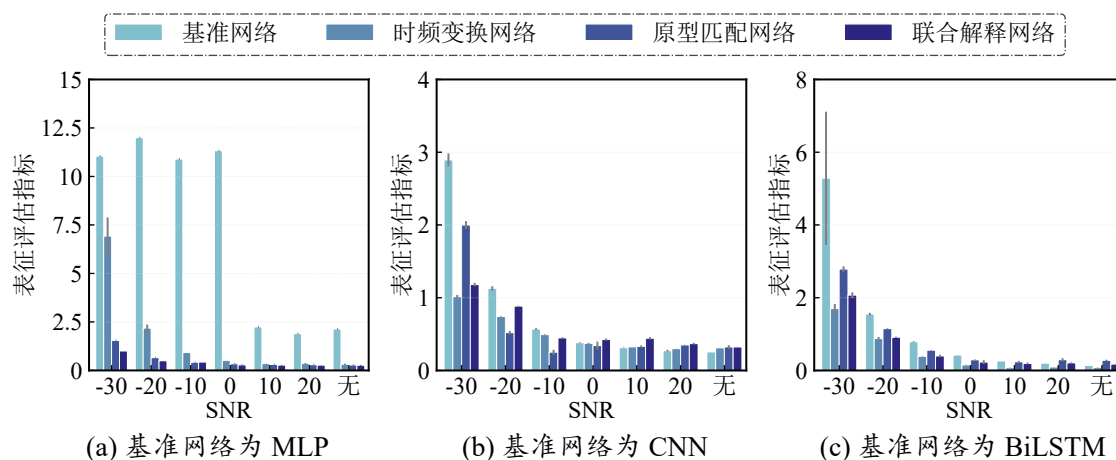 基准网络 时频变换网络 原型匹配网络 联合解释网络
表征评估指标
15
12.5
10
7.5
5
2.5
0
-30 -20 -10 0 10 20 无
SNR
(a) 基准网络为 MLP
表征评估指标
4
3
2
1
0
-30 -20 -10 0 10 20 无
SNR
(b) 基准网络为 CNN
表征评估指标
8
6
4
2
0
-30 -20 -10 0 10 20 无
SNR
(c) 基准网络为 BiLSTM